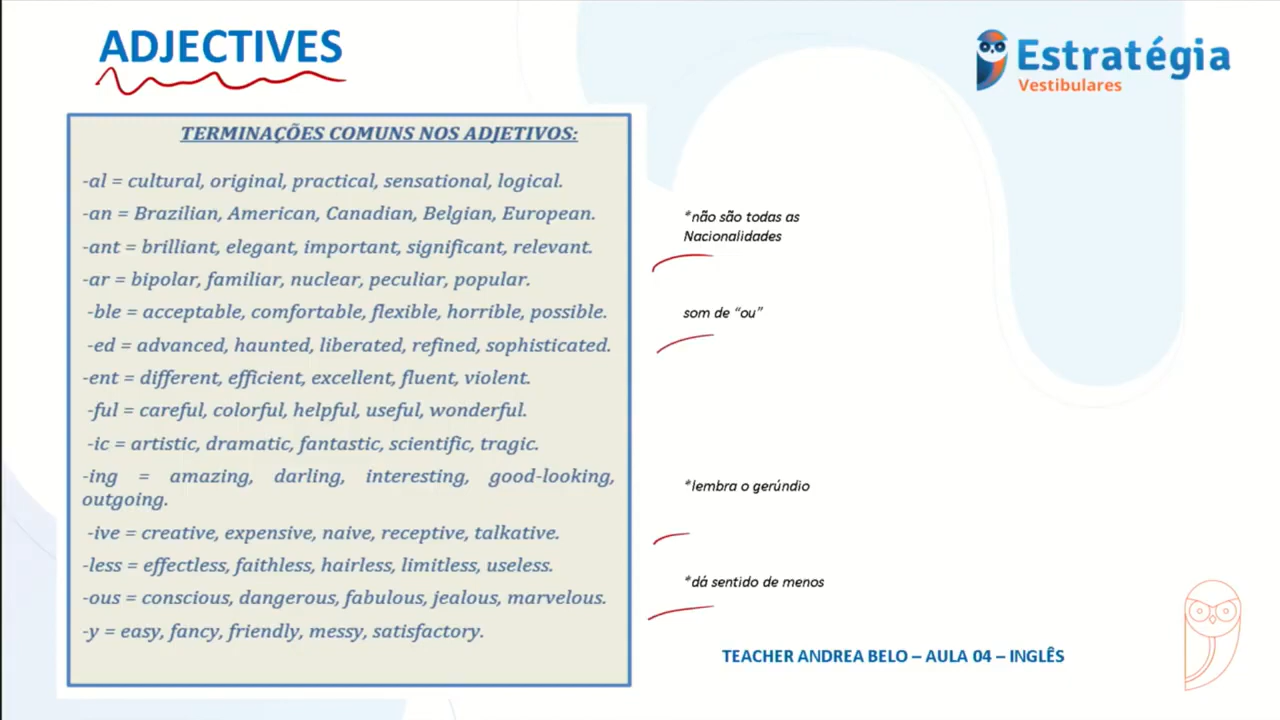 ADJECTIVES
Estratégia
Vestibulares
TERMINAÇÕES COMUNS NOS ADJETIVOS:
-al = cultural, original, practical, sensational, logical.
-an = Brazilian, American, Canadian, Belgian, European.
-ant = brilliant, elegant, important, significant, relevant.
-ar = bipolar, familiar, nuclear, peculiar, popular.
-ble = acceptable, comfortable, flexible, horrible, possible.
-ed = advanced, haunted, liberated, refined, sophisticated.
-ent = different, efficient, excellent, fluent, violent.
-ful = careful, colorful, helpful, useful, wonderful.
-ic = artistic, dramatic, fantastic, scientific, tragic.
-ing = amazing, darling, interesting, good-looking,
outgoing.
-ive = creative, expensive, naive, receptive, talkative.
-less = effectless, faithless, hairless, limitless, useless.
-ous = conscious, dangerous, fabulous, jealous, marvelous.
-y = easy, fancy, friendly, messy, satisfactory.
*não são todas as
Nacionalidades
som de “ou”
*lembra o gerúndio
*dá sentido de menos
TEACHER ANDREA BELO – AULA 04 – INGLÊS